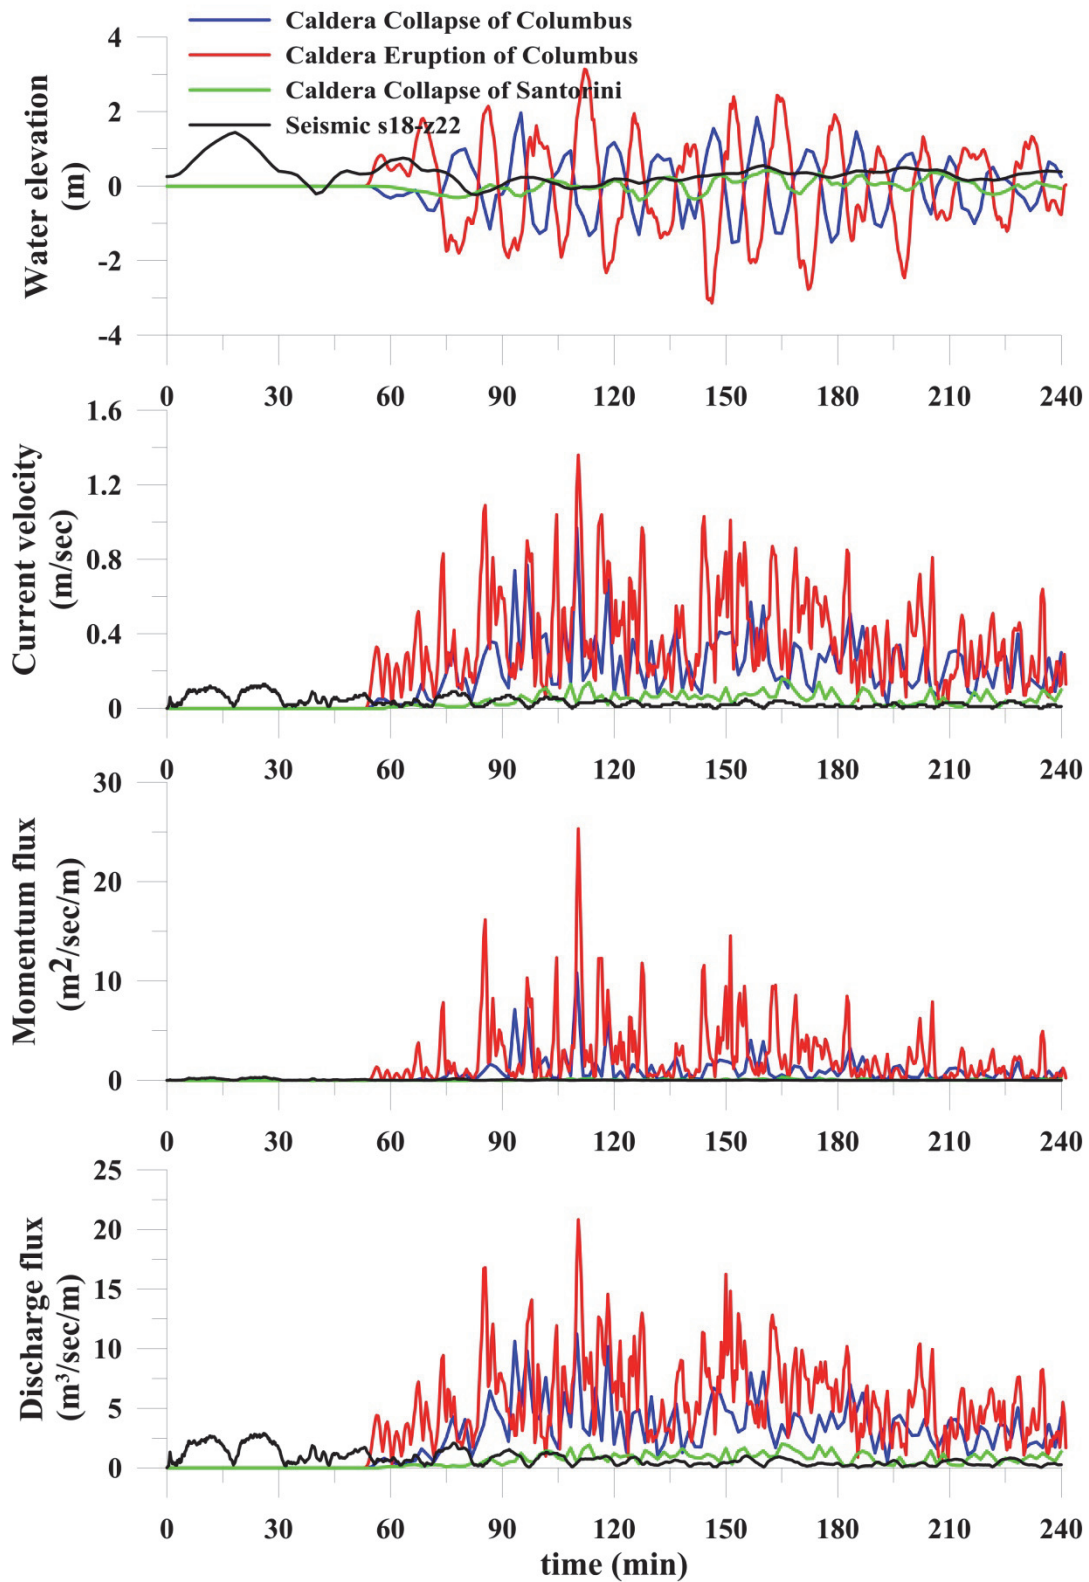 Caldera Collapse of Columbus
Caldera Eruption of Columbus
Caldera Collapse of Santorini
Seismic s18-z22
Water elevation
(m)
4
2
0
-2
-4
0 30 60 90 120 150 180 210 240
Current velocity
(m/sec)
1.6
1.2
0.8
0.4
0
0 30 60 90 120 150 180 210 240
Momentum flux
(m²/sec/m)
30
20
10
0
0 30 60 90 120 150 180 210 240
Discharge flux
(m³/sec/m)
25
20
15
10
5
0
0 30 60 90 120 150 180 210 240
time (min)